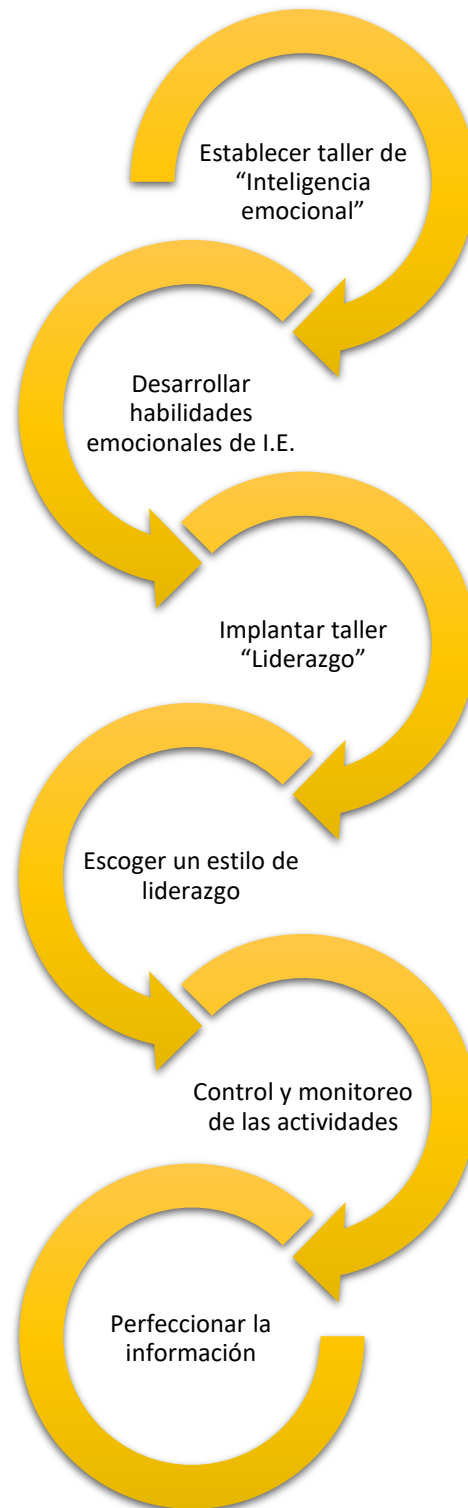 Establecer taller de
“Inteligencia
emocional”
Desarrollar
habilidades
emocionales de I.E.
Implantar taller
“Liderazgo”
Escoger un estilo de
liderazgo
Control y monitoreo
de las actividades
Perfeccionar la
información